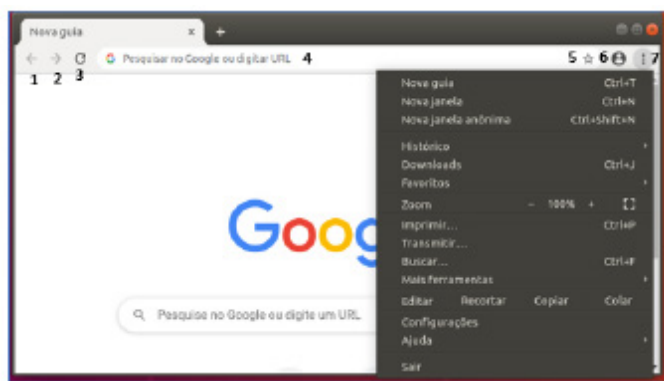 Nova guia
Pesquisar no Google ou digitar URL 4 5 6 7
1 2 3
Nova guia Ctrl+T
Nova janela Ctrl+N
Nova janela anônima Ctrl+Shift+N
Histórico
Downloads Ctrl+J
Favoritos
Zoom - 100% +
Imprimir... Ctrl+P
Transmitir...
Buscar... Ctrl+F
Mais ferramentas
Editar Recortar Copiar Colar
Configurações
Ajuda
Sair
Goog
Pesquise no Google ou digite um URL